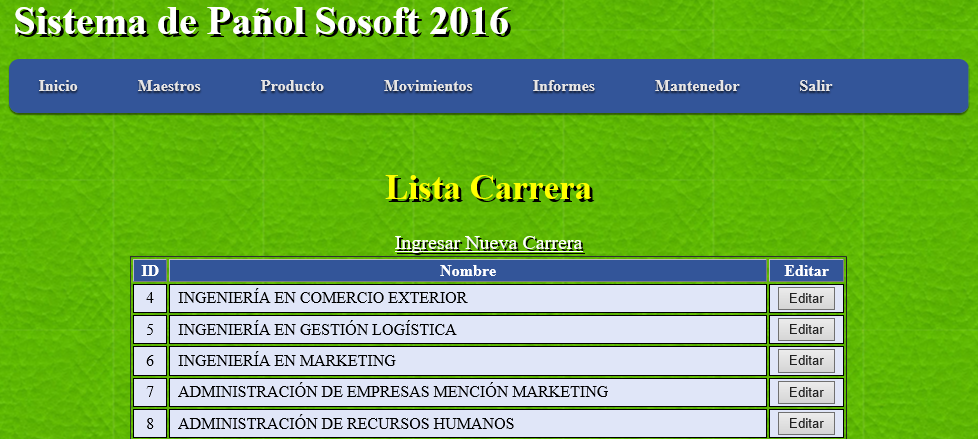 Sistema de Pañol Sosoft 2016
Inicio Maestros Producto Movimientos Informes Mantenedor Salir
Lista Carrera
Ingresar Nueva Carrera
ID Nombre Editar
4 INGENIERÍA EN COMERCIO EXTERIOR Editar
5 INGENIERÍA EN GESTIÓN LOGÍSTICA Editar
6 INGENIERÍA EN MARKETING Editar
7 ADMINISTRACIÓN DE EMPRESAS MENCIÓN MARKETING Editar
8 ADMINISTRACIÓN DE RECURSOS HUMANOS Editar